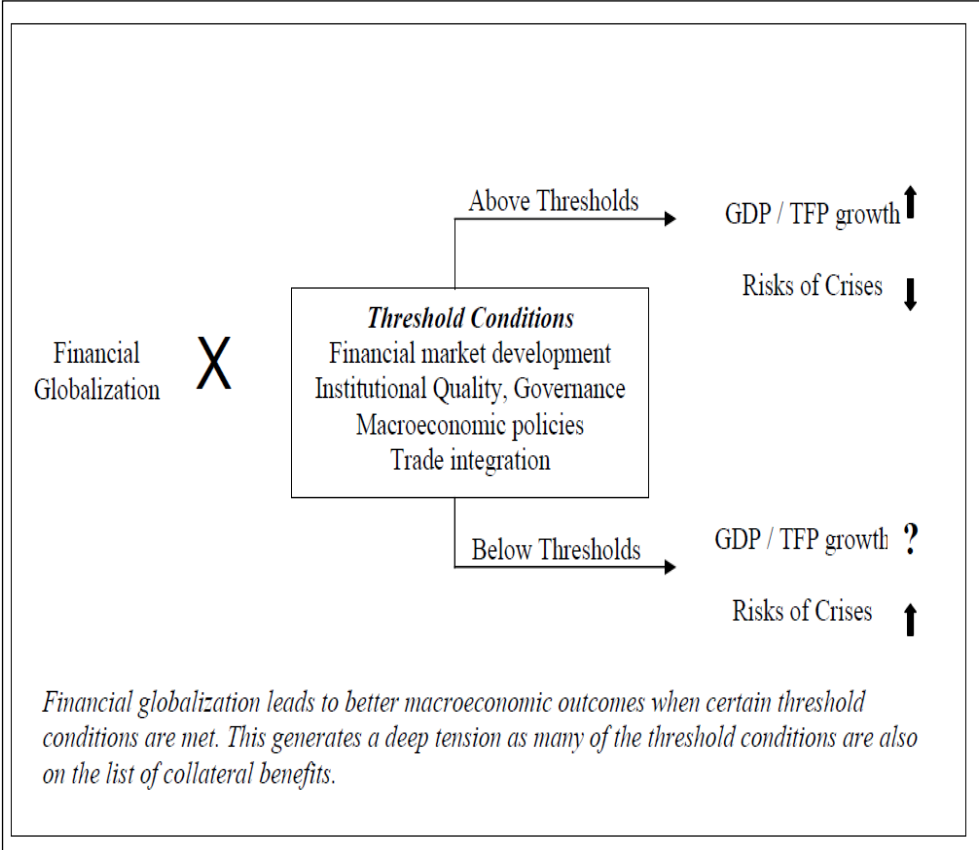 Above Thresholds
GDP / TFP growth
Risks of Crises
Financial
Globalization
X
Threshold Conditions
Financial market development
Institutional Quality, Governance
Macroeconomic policies
Trade integration
Below Thresholds
GDP / TFP growth ?
Risks of Crises
Financial globalization leads to better macroeconomic outcomes when certain threshold
conditions are met. This generates a deep tension as many of the threshold conditions are also
on the list of collateral benefits.